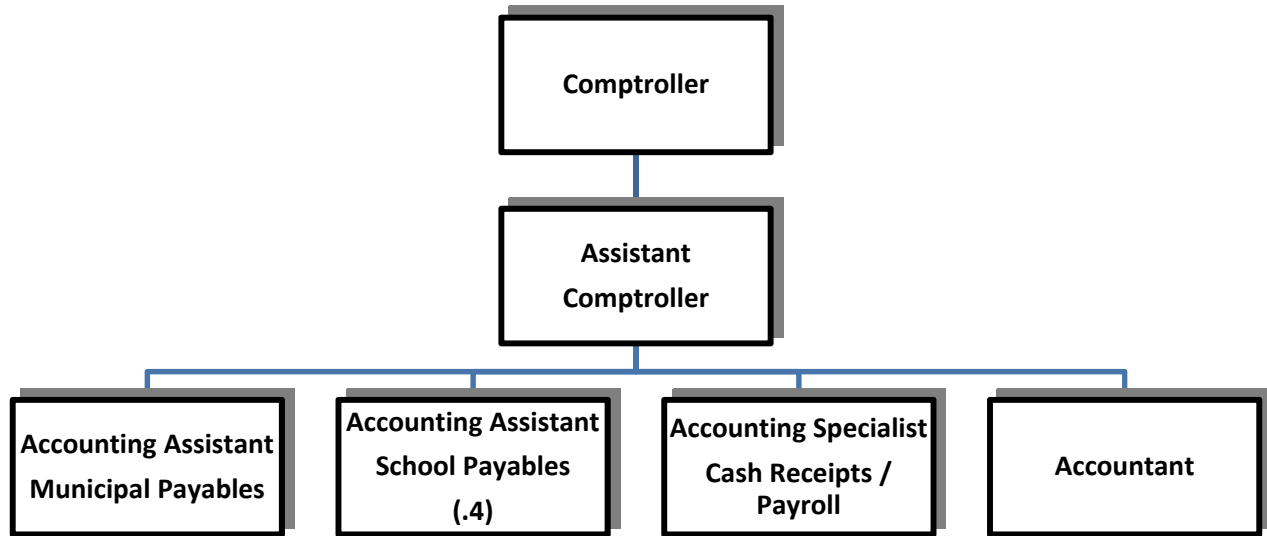 Comptroller
Assistant
Comptroller
Accounting Assistant
Municipal Payables
Accounting Assistant
School Payables
(.4)
Accounting Specialist
Cash Receipts /
Payroll
Accountant